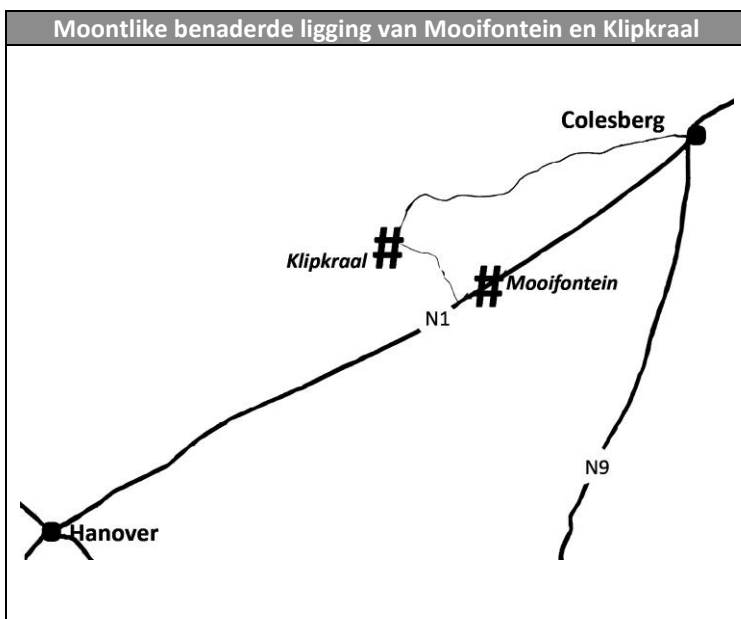 Moontlike benaderde ligging van Mooifontein en Klipkraal
Colesberg
Klipkraal
Mooifontein
N1
N9
Hanover